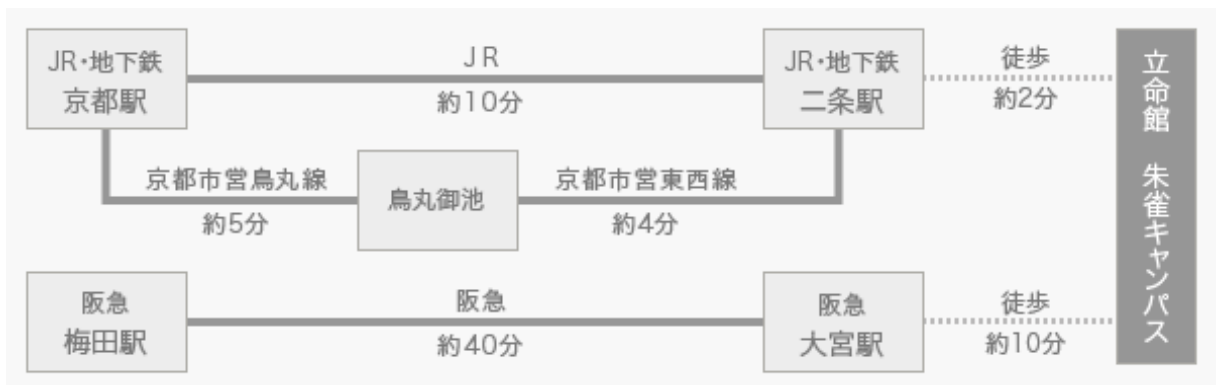 JR・地下鉄
京都駅
JR
約10分
JR・地下鉄
二条駅
徒歩
約2分
京都市営烏丸線
約5分
烏丸御池
京都市営東西線
約4分
阪急
梅田駅
阪急
約40分
阪急
大宮駅
徒歩
約10分
立命館 朱雀キャンパス